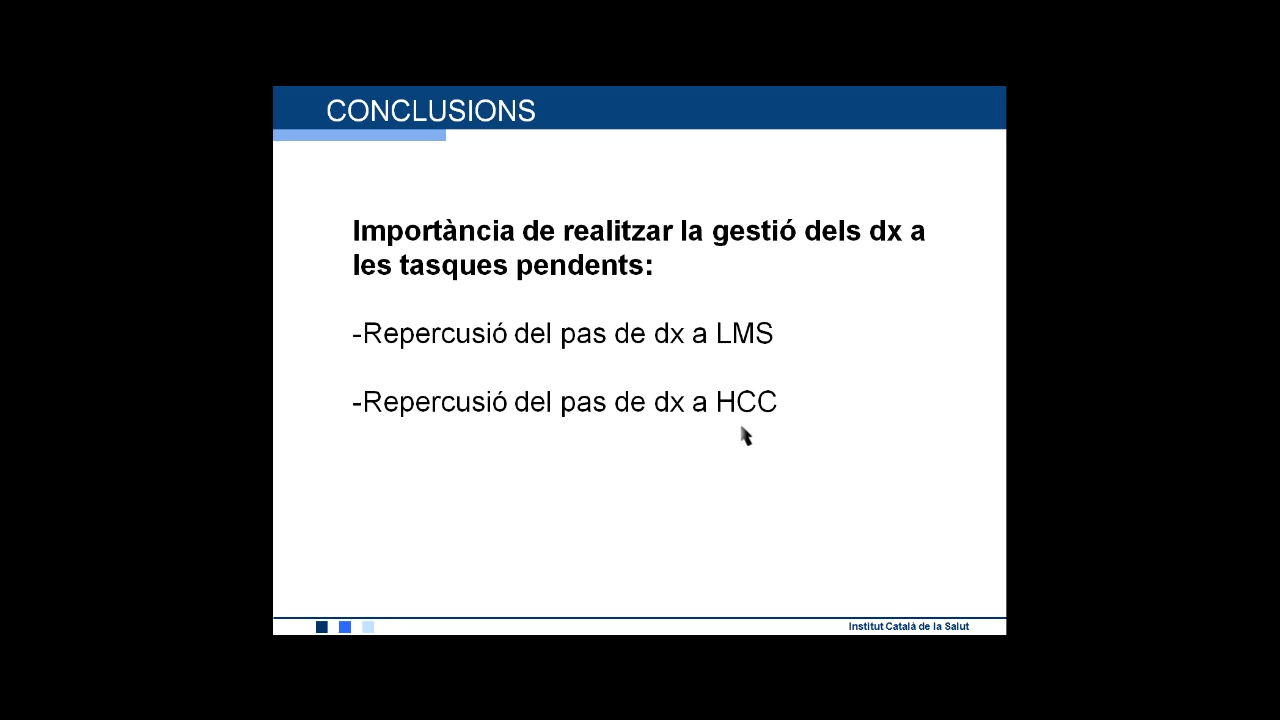 CONCLUSIONS
Importància de realitzar la gestió dels dx a
les tasques pendents:
-Repercusió del pas de dx a LMS
-Repercusió del pas de dx a HCC
Institut Català de la Salut